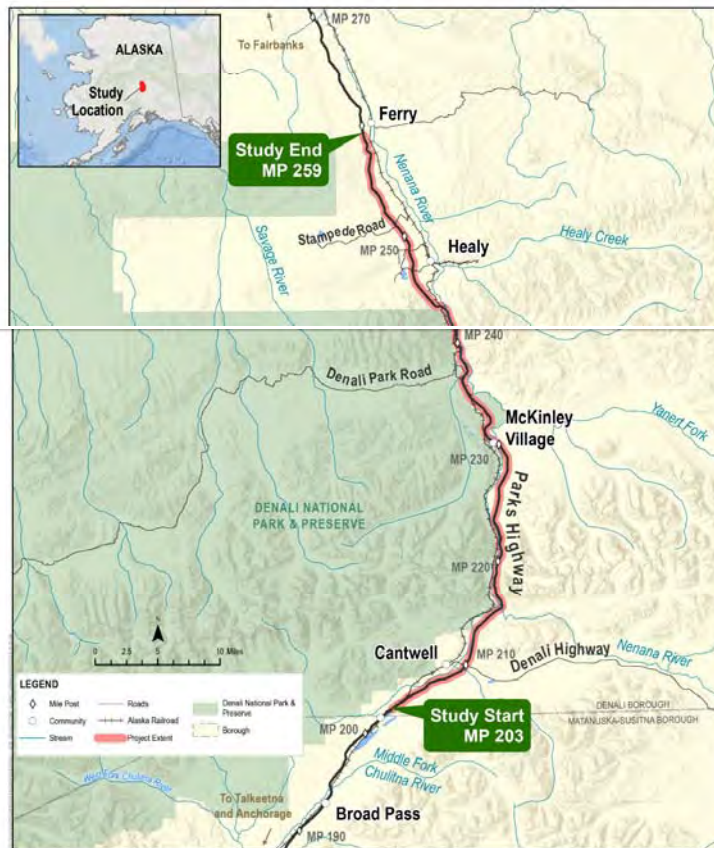 MP 270
To Fairbanks
ALASKA
Study
Location
Ferry
Study End
MP 259
Nenana River
Stampede Road
MP 250
Healy
Healy Creek
Savage River
MP 240
Denali Park Road
McKinley
Village
Yanert Fork
MP 230
Parks Highway
DENALI NATIONAL
PARK & PRESERVE
MP 220
N
0 2.5 5 10 Miles
Cantwell
MP 210
Denali Highway
Nenana River
LEGEND
Mile Post
Roads
Denali National Park &
Preserve
Community
Alaska Railroad
Borough
Stream
Project Extent
DENALI BOROUGH
MATANUSKA-SUSITNA BOROUGH
Study Start
MP 203
MP 200
Middle Fork
Chulitna River
West Fork Chulitna River
To Talkeetna
and Anchorage
Broad Pass
MP 190